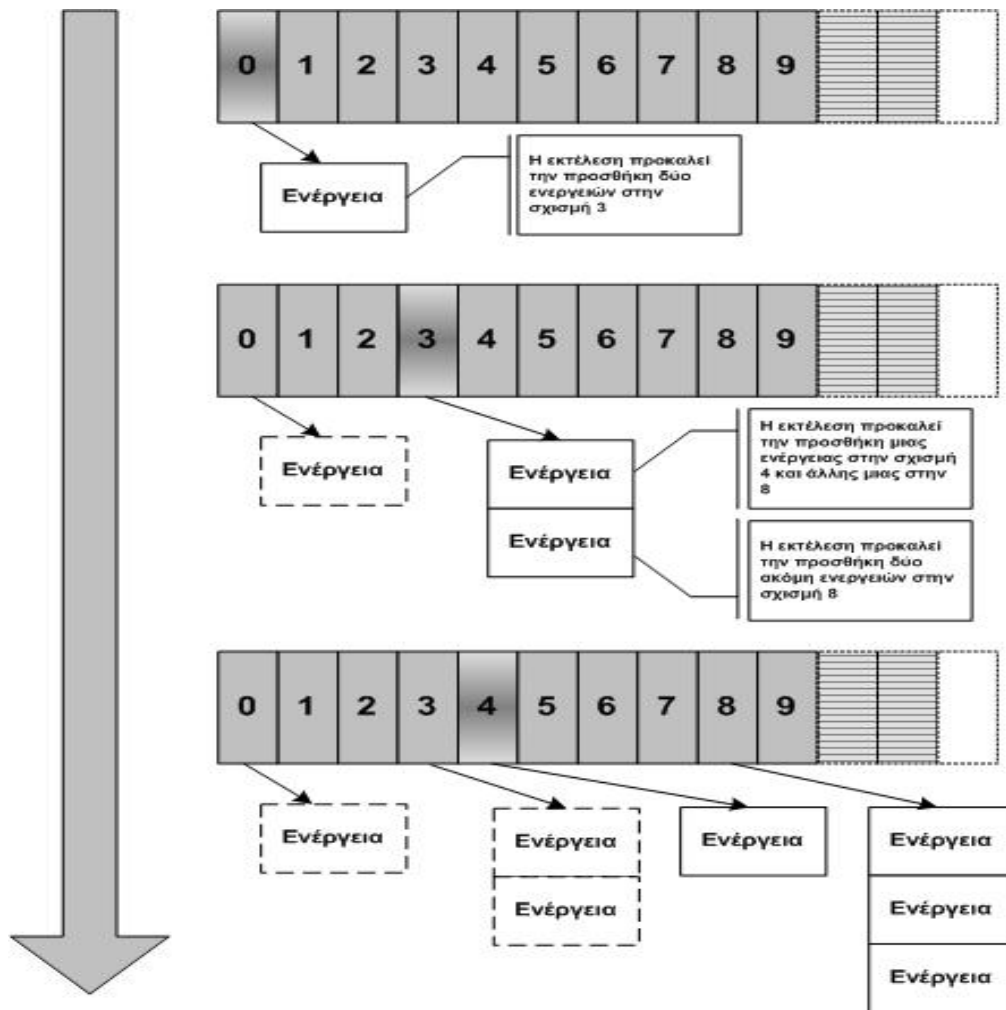 0 1 2 3 4 5 6 7 8 9
Ενέργεια
Η εκτέλεση προκαλεί
την προσθήκη δύο
ενεργειών στην
σχισμή 3
0 1 2 3 4 5 6 7 8 9
Ενέργεια
Ενέργεια
Ενέργεια
Η εκτέλεση προκαλεί
την προσθήκη μιας
ενέργειας στην σχισμή
4 και άλλης μιας στην
8
Η εκτέλεση προκαλεί
την προσθήκη δύο
ακόμη ενεργειών στην
σχισμή 8
0 1 2 3 4 5 6 7 8 9
Ενέργεια
Ενέργεια
Ενέργεια
Ενέργεια
Ενέργεια
Ενέργεια
Ενέργεια